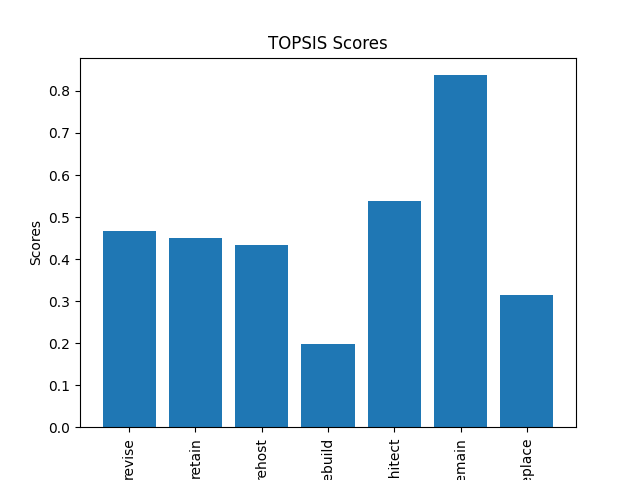 TOPSIS Scores
Scores
0.8
0.7
0.6
0.5
0.4
0.3
0.2
0.1
0.0
revise
retain
rehost
ebuild
hitect
emain
eplace